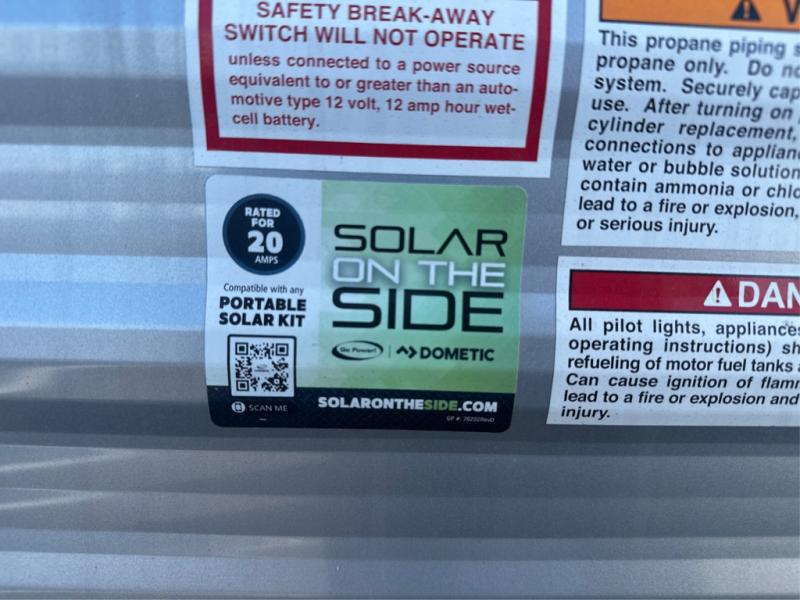 SAFETY BREAK-AWAY
SWITCH WILL NOT OPERATE
unless connected to a power source
equivalent to or greater than an auto-
motive type 12 volt, 12 amp hour wet-
cell battery.
RATED
FOR
20
AMPS
Compatible with any
PORTABLE
SOLAR KIT
SCAN ME
SOLAR
ON THE
SIDE
Go Power! DOMETIC
SOLARONTHESIDE.COM
This propane piping
propane only. Do
system. Securely cap
use. After turning on
cylinder replacement,
connections to
water or bubble solution
contain ammonia or
lead to a fire or explosion,
or serious injury.
DAN
All pilot lights, appliances
operating instructions)
refueling of motor fuel tanks
Can cause ignition of
lead to a fire or explosion and
injury.